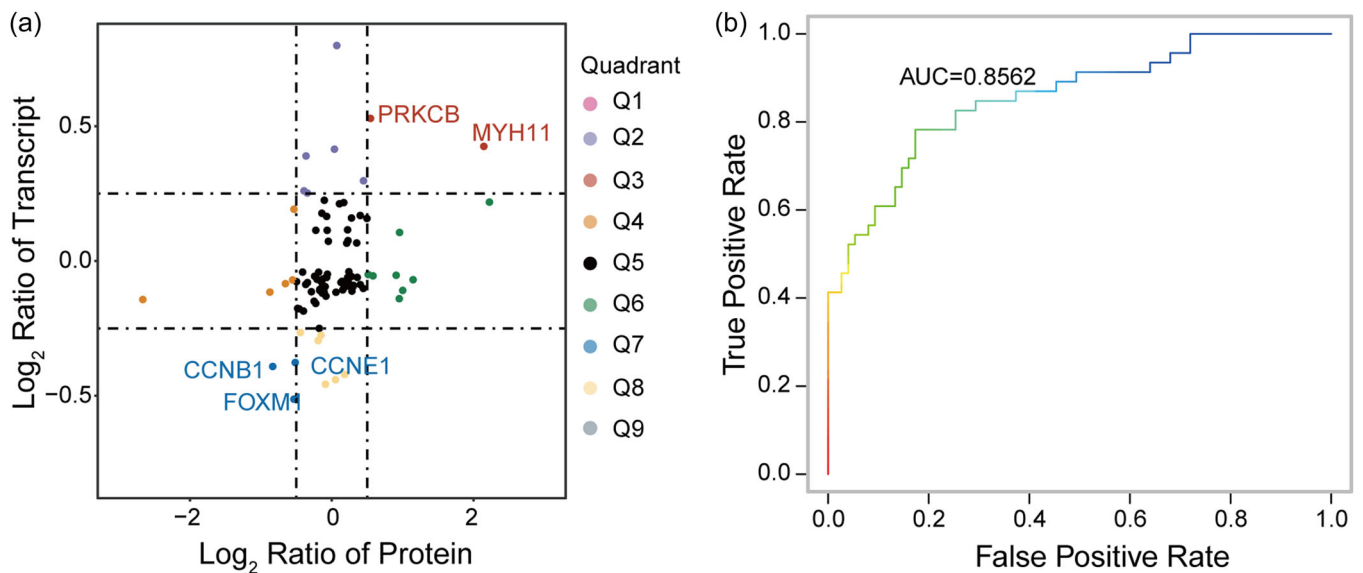 (a)
Log2 Ratio of Transcript
0.5
0.0
−0.5
−2
0
2
Log2 Ratio of Protein
PRKCB
MYH11
CCNB1
CCNE1
FOXM1
Quadrant
Q1
Q2
Q3
Q4
Q5
Q6
Q7
Q8
Q9
(b)
True Positive Rate
1.0
0.8
0.6
0.4
0.2
0.0
AUC=0.8562
0.0
0.2
0.4
0.6
0.8
1.0
False Positive Rate